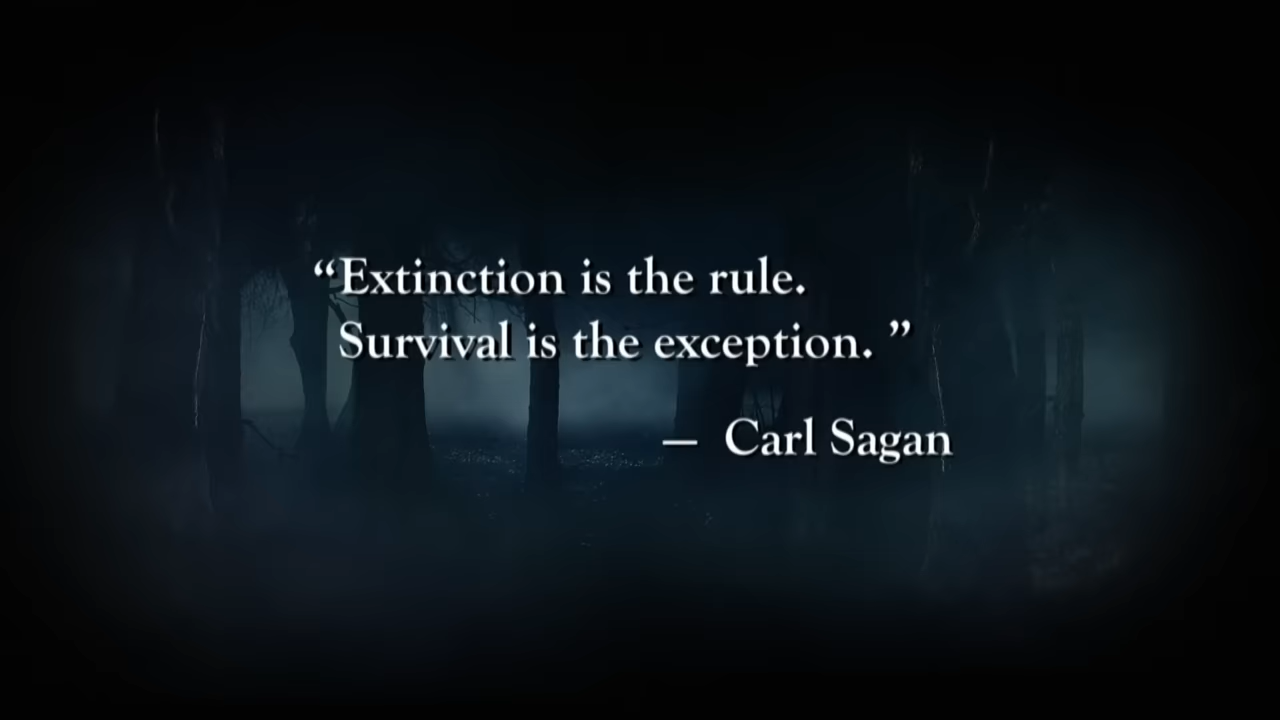 “Extinction is the rule.
Survival is the exception. ”
— Carl Sagan